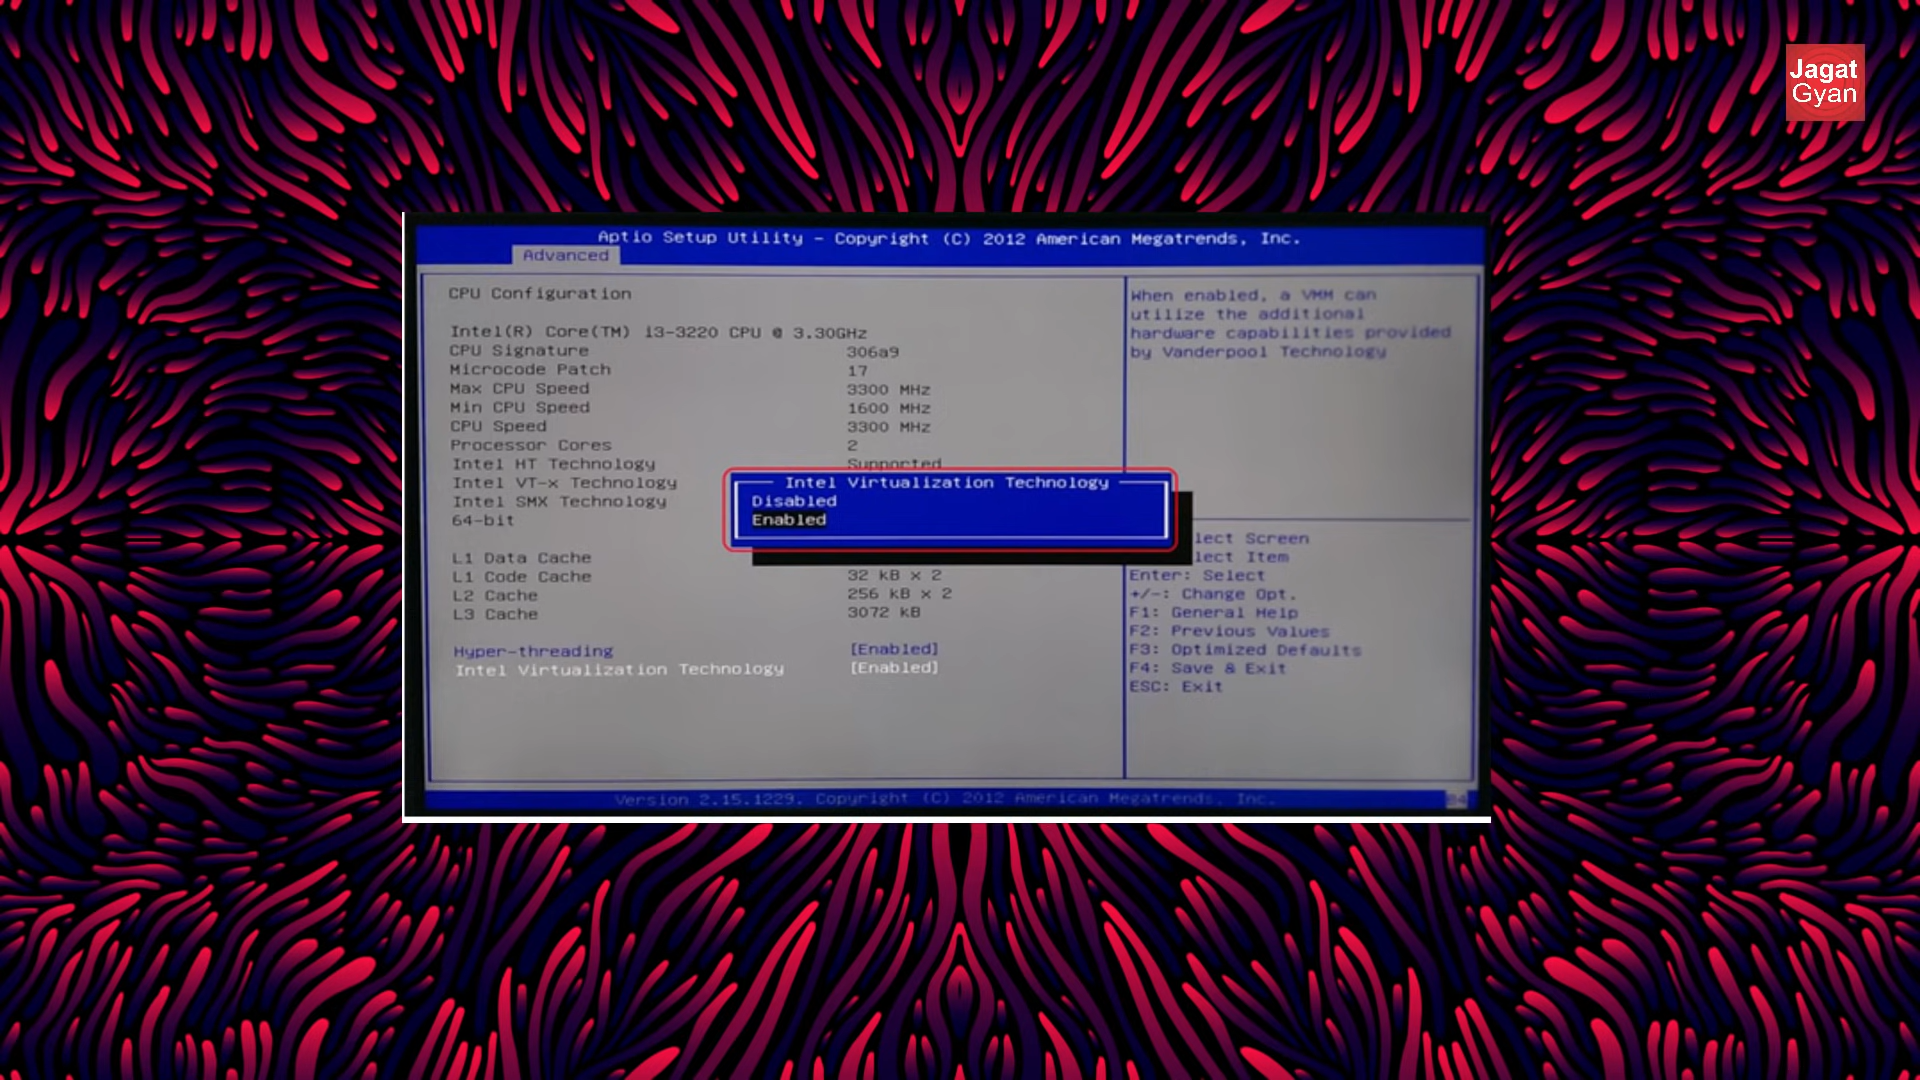 Jagat
Gyan
Aptio Setup Utility - Copyright (C) 2012 American Megatrends, Inc.
Advanced
CPU Configuration
Intel(R) Core(TM) i3-3220 CPU @ 3.30GHz
CPU Signature 306a9
Microcode Patch 17
Max CPU Speed 3300 MHz
Min CPU Speed 1600 MHz
CPU Speed 3300 MHz
Processor Cores 2
Intel HT Technology Supported
Intel VT-x Technology
Intel SMX Technology
64-bit
L1 Data Cache
L1 Code Cache 32 kB x 2
L2 Cache 256 kB x 2
L3 Cache 3072 kB
Hyper-threading [Enabled]
Intel Virtualization Technology [Enabled]
Intel Virtualization Technology
Disabled
Enabled
When enabled, a VMM can
utilize the additional
hardware capabilities provided
by Vanderpool Technology
lect Screen
lect Item
Enter: Select
+/-: Change Opt.
F1: General Help
F2: Previous Values
F3: Optimized Defaults
F4: Save & Exit
ESC: Exit
Version 2.15.1229. Copyright (C) 2012 American Megatrends, Inc.